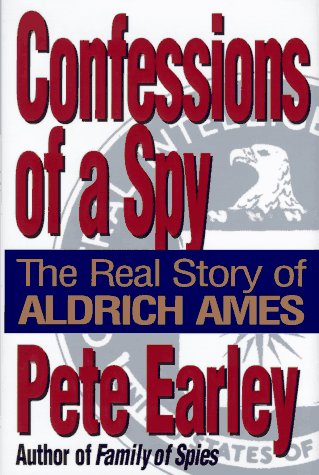 Confessions
of a Spy
The Real Story of
ALDRICH AMES
Pete Earley
Author of Family of Spies